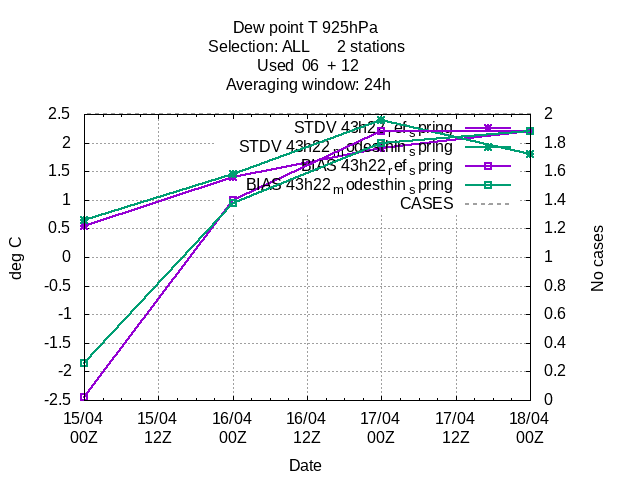 Dew point T 925hPa
Selection: ALL 2 stations
Used 06 + 12
Averaging window: 24h
2.5 2
STDV 43h22ref_spring
2 1.8
STDV 43h22modesthin_spring
1.5 1.6
BIAS 43h22ref_spring
BIAS 43h22modesthin_spring
1 1.4
CASES
0.5 1.2
0 1
-0.5 0.8
-1 0.6
-1.5 0.4
-2 0.2
-2.5 0
deg C
No cases
15/04 15/04 16/04 16/04 17/04 17/04 18/04
00Z 12Z 00Z 12Z 00Z 12Z 00Z
Date